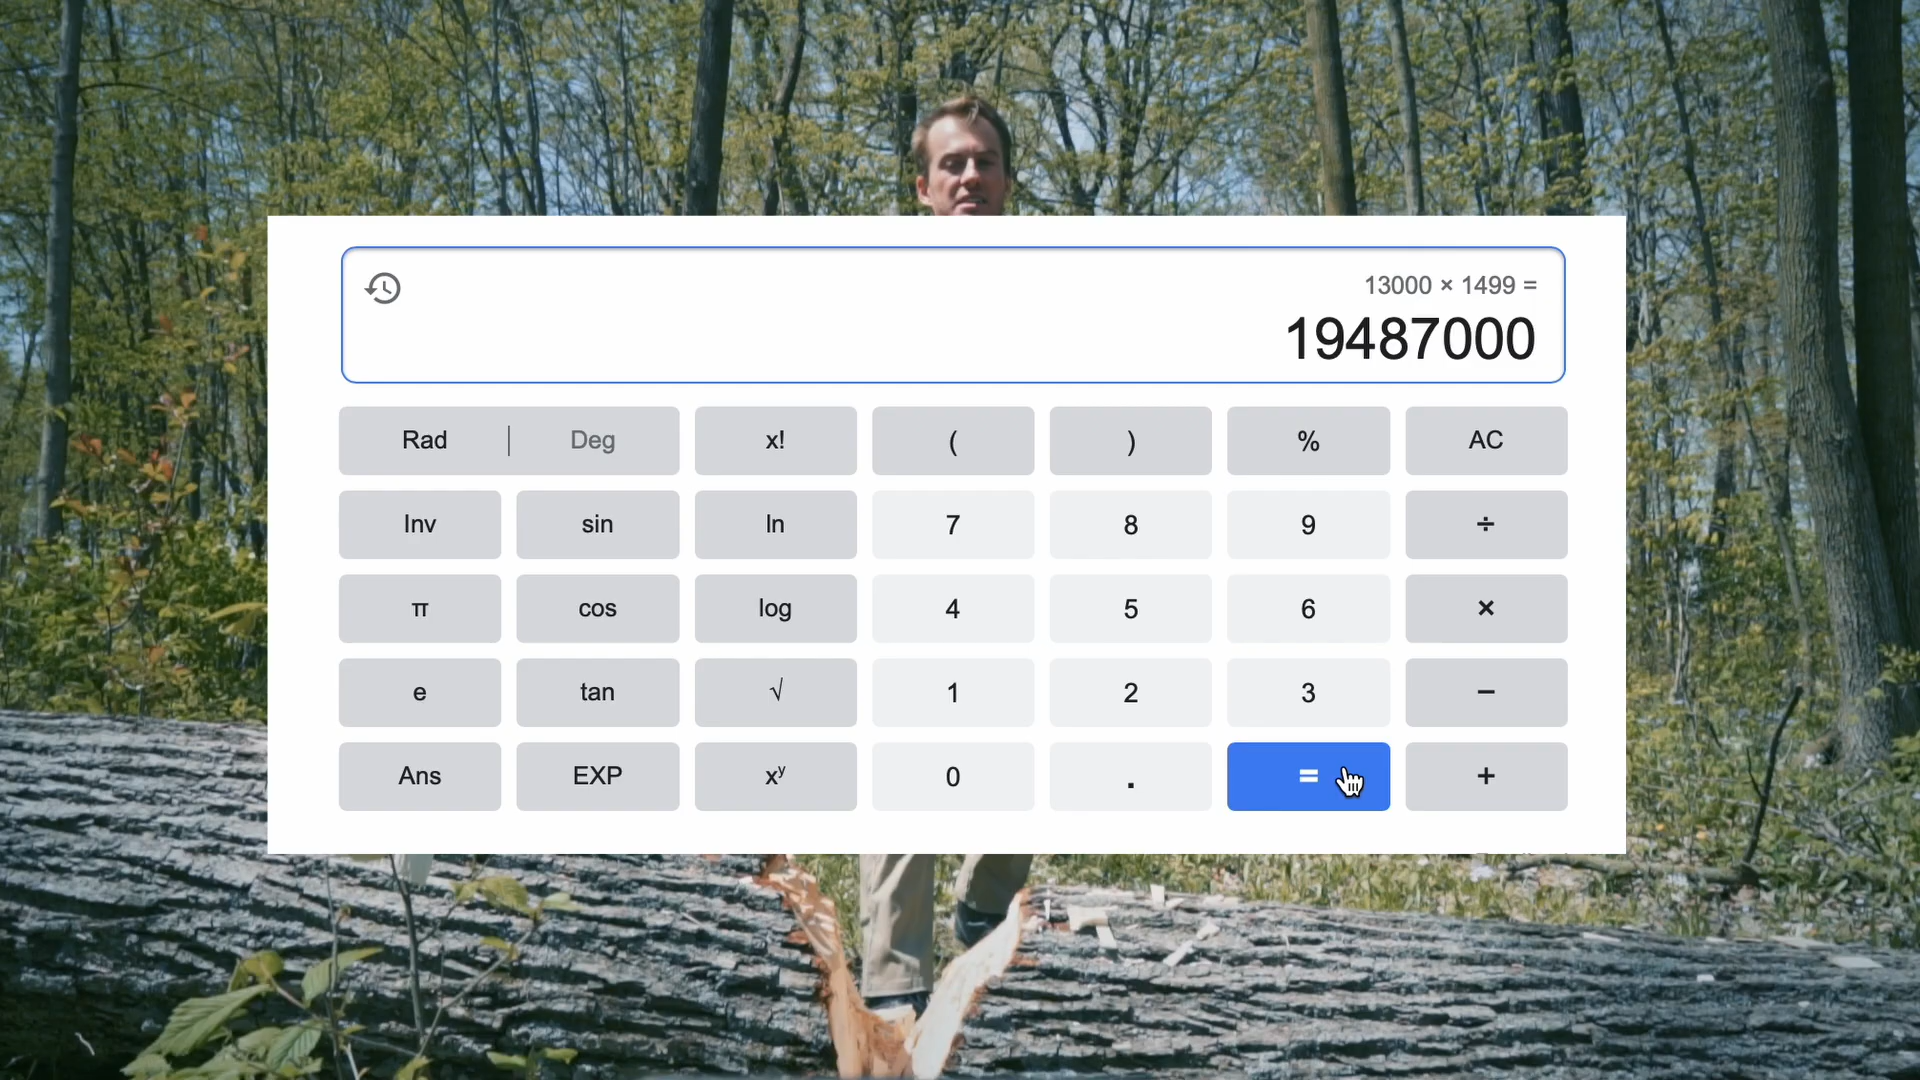 13000 × 1499 =
19487000
Rad | Deg x! ( ) % AC
Inv sin ln 7 8 9 ÷
π cos log 4 5 6 ×
e tan √ 1 2 3 −
Ans EXP xʸ 0 . = +